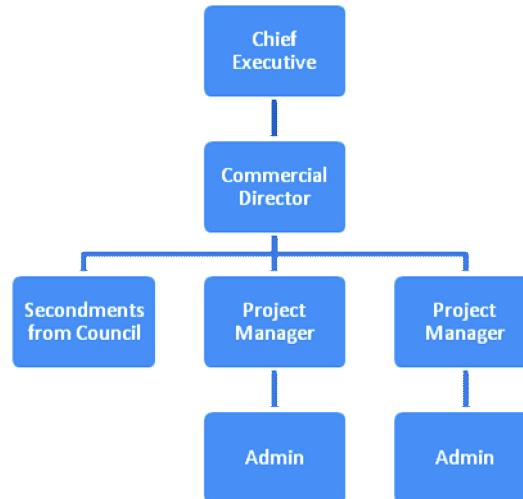 Chief
Executive
Commercial
Director
Secondments
from Council
Project
Manager
Project
Manager
Admin
Admin